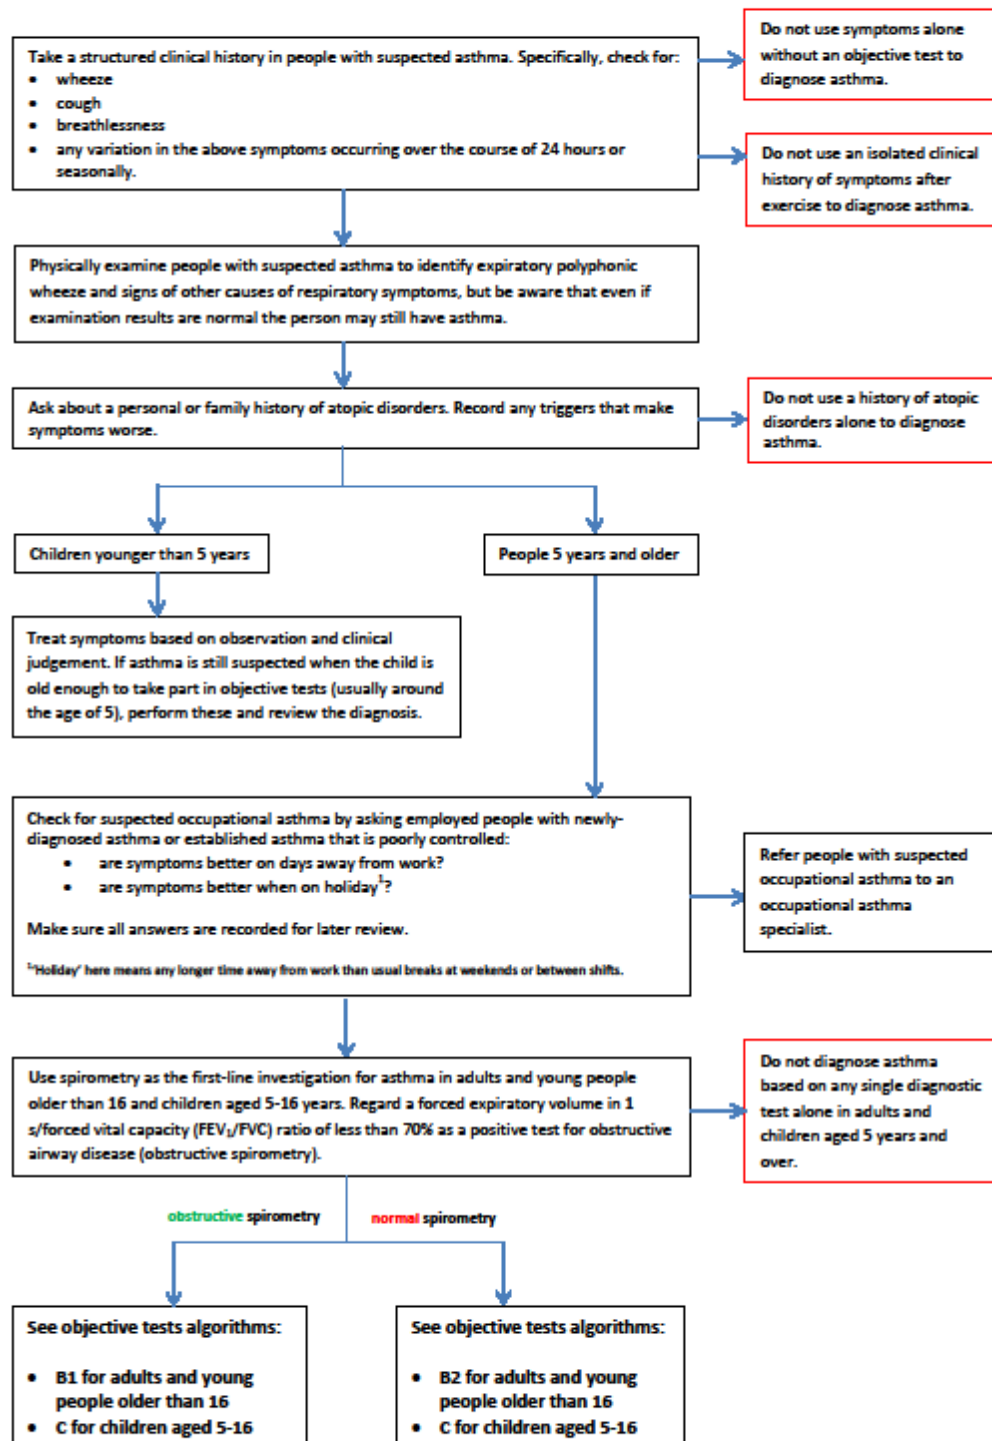 Take a structured clinical history in people with suspected asthma. Specifically, check for:
• wheeze
• cough
• breathlessness
• any variation in the above symptoms occurring over the course of 24 hours or
seasonally.
Do not use symptoms alone
without an objective test to
diagnose asthma.
Do not use an isolated clinical
history of symptoms after
exercise to diagnose asthma.
Physically examine people with suspected asthma to identify expiratory polyphonic
wheeze and signs of other causes of respiratory symptoms, but be aware that even if
examination results are normal the person may still have asthma.
Ask about a personal or family history of atopic disorders. Record any triggers that make
symptoms worse.
Do not use a history of atopic
disorders alone to diagnose
asthma.
Children younger than 5 years
People 5 years and older
Treat symptoms based on observation and clinical
judgement. If asthma is still suspected when the child is
old enough to take part in objective tests (usually around
the age of 5), perform these and review the diagnosis.
Check for suspected occupational asthma by asking employed people with newly-
diagnosed asthma or established asthma that is poorly controlled:
• are symptoms better on days away from work?
• are symptoms better when on holiday¹?
Make sure all answers are recorded for later review.
¹'Holiday' here means any longer time away from work than usual breaks at weekends or between shifts.
Refer people with suspected
occupational asthma to an
occupational asthma
specialist.
Use spirometry as the first-line investigation for asthma in adults and young people
older than 16 and children aged 5-16 years. Regard a forced expiratory volume in 1
s/forced vital capacity (FEV₁/FVC) ratio of less than 70% as a positive test for obstructive
airway disease (obstructive spirometry).
Do not diagnose asthma
based on any single diagnostic
test alone in adults and
children aged 5 years and
over.
obstructive spirometry
normal spirometry
See objective tests algorithms:
• B1 for adults and young
people older than 16
• C for children aged 5-16
See objective tests algorithms:
• B2 for adults and young
people older than 16
• C for children aged 5-16